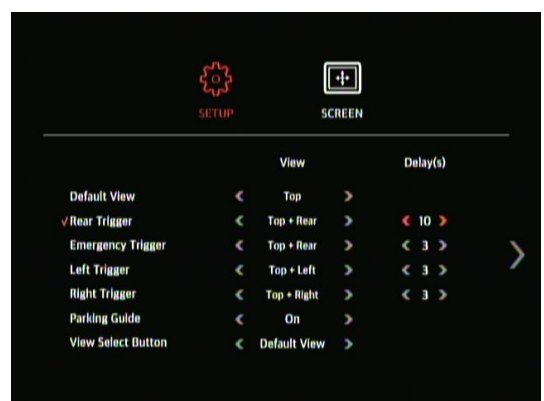 SETUP SCREEN
View Delay(s)
Default View Top
√ Rear Trigger Top + Rear 10
Emergency Trigger Top + Rear 3
Left Trigger Top + Left 3
Right Trigger Top + Right 3
Parking Guide On
View Select Button Default View